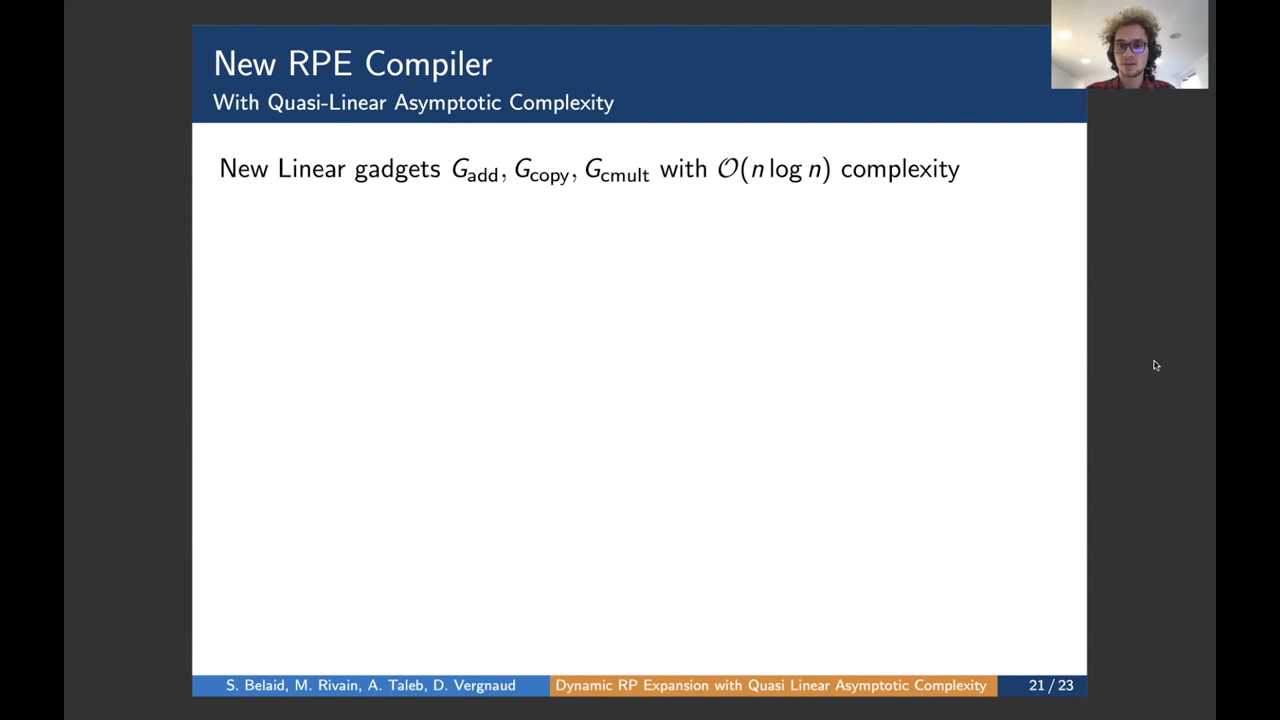 New RPE Compiler
With Quasi-Linear Asymptotic Complexity
New Linear gadgets G_add, G_copy, G_cmult with 𝒪(n log n) complexity
S. Belaid, M. Rivain, A. Taleb, D. Vergnaud Dynamic RP Expansion with Quasi Linear Asymptotic Complexity 21 / 23